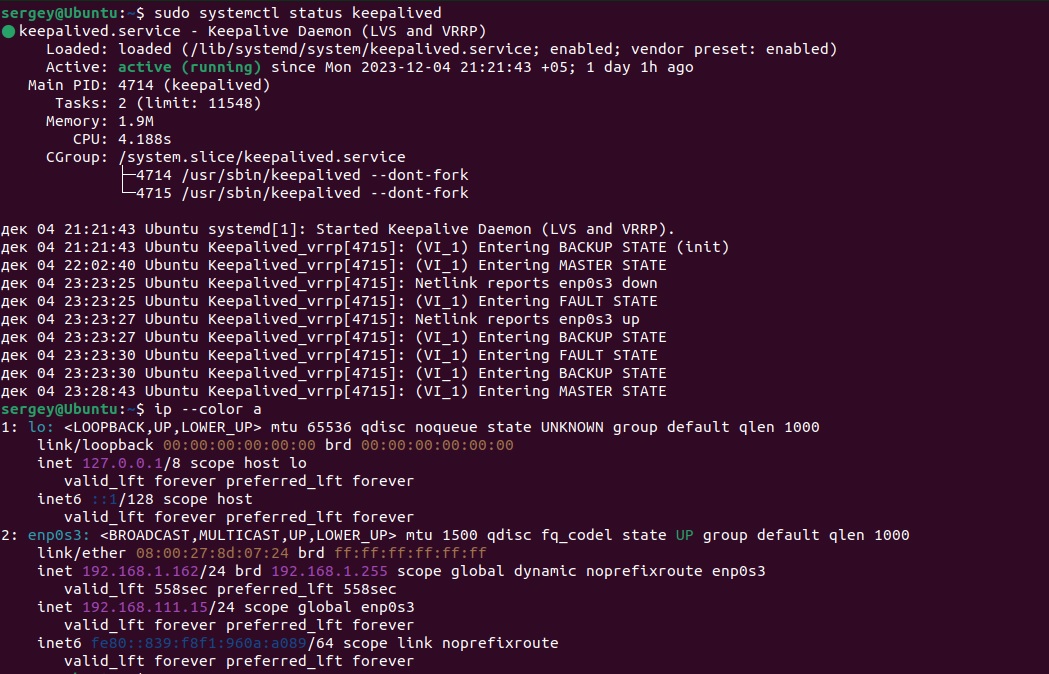 sergey@Ubuntu:~$ sudo systemctl status keepalived
● keepalived.service - Keepalive Daemon (LVS and VRRP)
     Loaded: loaded (/lib/systemd/system/keepalived.service; enabled; vendor preset: enabled)
     Active: active (running) since Mon 2023-12-04 21:21:43 +05; 1 day 1h ago
   Main PID: 4714 (keepalived)
      Tasks: 2 (limit: 11548)
     Memory: 1.9M
        CPU: 4.188s
     CGroup: /system.slice/keepalived.service
             ├─4714 /usr/sbin/keepalived --dont-fork
             └─4715 /usr/sbin/keepalived --dont-fork

дек 04 21:21:43 Ubuntu systemd[1]: Started Keepalive Daemon (LVS and VRRP).
дек 04 21:21:43 Ubuntu Keepalived_vrrp[4715]: (VI_1) Entering BACKUP STATE (init)
дек 04 22:02:40 Ubuntu Keepalived_vrrp[4715]: (VI_1) Entering MASTER STATE
дек 04 23:23:25 Ubuntu Keepalived_vrrp[4715]: Netlink reports enp0s3 down
дек 04 23:23:25 Ubuntu Keepalived_vrrp[4715]: (VI_1) Entering FAULT STATE
дек 04 23:23:27 Ubuntu Keepalived_vrrp[4715]: Netlink reports enp0s3 up
дек 04 23:23:27 Ubuntu Keepalived_vrrp[4715]: (VI_1) Entering BACKUP STATE
дек 04 23:23:30 Ubuntu Keepalived_vrrp[4715]: (VI_1) Entering FAULT STATE
дек 04 23:23:30 Ubuntu Keepalived_vrrp[4715]: (VI_1) Entering BACKUP STATE
дек 04 23:28:43 Ubuntu Keepalived_vrrp[4715]: (VI_1) Entering MASTER STATE
sergey@Ubuntu:~$ ip --color a
1: lo: <LOOPBACK,UP,LOWER_UP> mtu 65536 qdisc noqueue state UNKNOWN group default qlen 1000
    link/loopback 00:00:00:00:00:00 brd 00:00:00:00:00:00
    inet 127.0.0.1/8 scope host lo
       valid_lft forever preferred_lft forever
    inet6 ::1/128 scope host
       valid_lft forever preferred_lft forever
2: enp0s3: <BROADCAST,MULTICAST,UP,LOWER_UP> mtu 1500 qdisc fq_codel state UP group default qlen 1000
    link/ether 08:00:27:8d:07:24 brd ff:ff:ff:ff:ff:ff
    inet 192.168.1.162/24 brd 192.168.1.255 scope global dynamic noprefixroute enp0s3
       valid_lft 558sec preferred_lft 558sec
    inet 192.168.111.15/24 scope global enp0s3
       valid_lft forever preferred_lft forever
    inet6 fe80::839:f8f1:960a:a089/64 scope link noprefixroute
       valid_lft forever preferred_lft forever